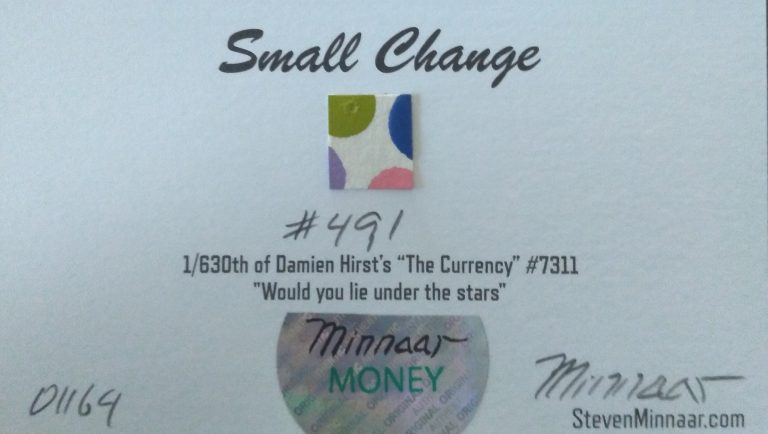 Small Change
#491
1/630th of Damien Hirst's “The Currency” #7311
"Would you lie under the stars"
Minnaar
MONEY
01164
Minnaar
StevenMinnaar.com